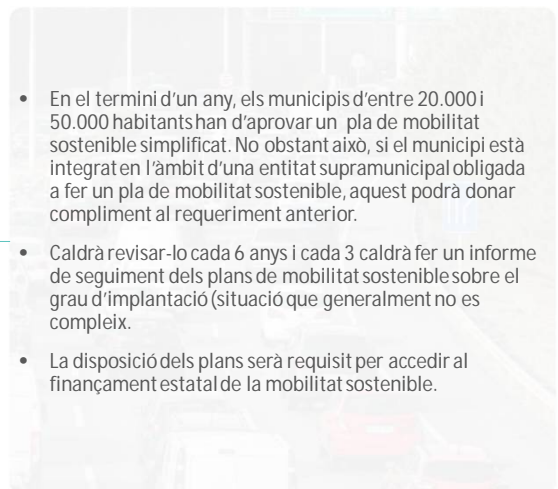 • En el termini d'un any, els municipis d'entre 20.000 i
50.000 habitants han d'aprovar un pla de mobilitat
sostenible simplificat. No obstant això, si el municipi està
integrat en l'àmbit d'una entitat supramunicipal obligada
a fer un pla de mobilitat sostenible, aquest podrà donar
compliment al requeriment anterior.
• Caldrà revisar-lo cada 6 anys i cada 3 caldrà fer un informe
de seguiment dels plans de mobilitat sostenible sobre el
grau d'implantació (situació que generalment no es
compleix.
• La disposició dels plans serà requisit per accedir al
finançament estatal de la mobilitat sostenible.